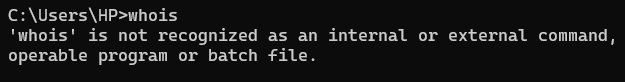 C:\Users\HP>whois
'whois' is not recognized as an internal or external command,
operable program or batch file.